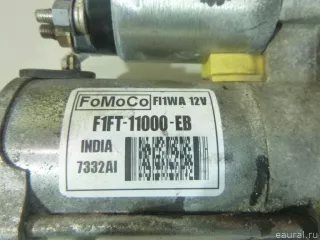 FoMoCo FI1WA 12V
F1FT-11000-EB
INDIA
7332AI
eaural.ru